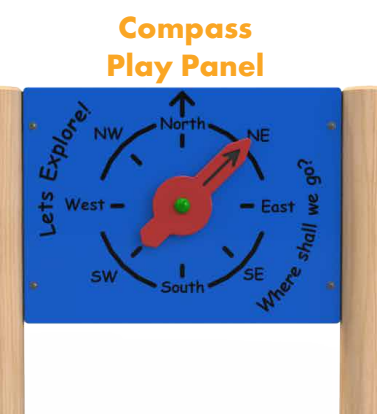 Compass
Play Panel
Lets Explore!
NW
North
NE
West
East
SW
South
SE
Where shall we go?